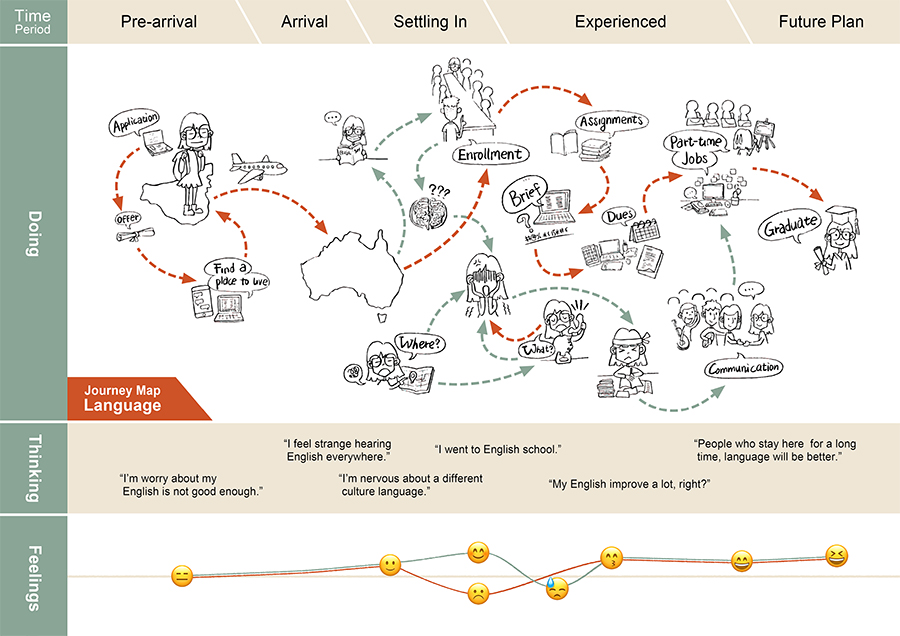 Time
Period
Pre-arrival
Arrival
Settling In
Experienced
Future Plan
Doing
Application
offer
Find a
place to live
Enrollment
???
Assignments
Brief
?
Dues
????
Part-time
Jobs
Graduate
Where?
What?
Communication
Journey Map
Language
Thinking
“I’m worry about my
English is not good enough.”
“I feel strange hearing
English everywhere.”
“I’m nervous about a different
culture language.”
“I went to English school.”
“My English improve a lot, right?”
“People who stay here for a long
time, language will be better.”
Feelings